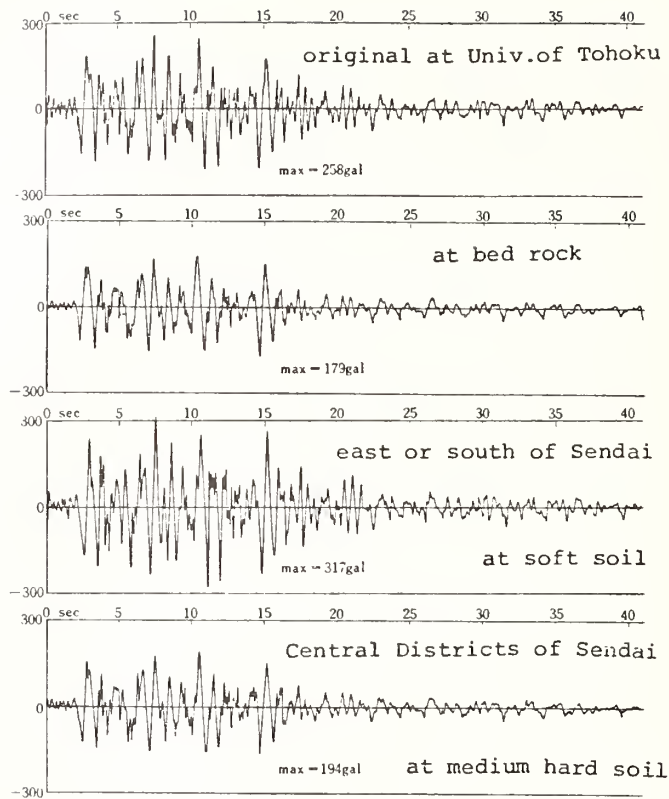 0 sec 5 10 15 20 25 30 35 40
300
original at Univ.of Tohoku
0
max = 258gal
-300
0 sec 5 10 15 20 25 30 35 40
300
at bed rock
0
max = 179gal
-300
0 sec 5 10 15 20 25 30 35 40
300
east or south of Sendai
0
at soft soil
max = 317gal
-300
0 sec 5 10 15 20 25 30 35 40
300
Central Districts of Sendai
0
max=194gal at medium hard soil
-300